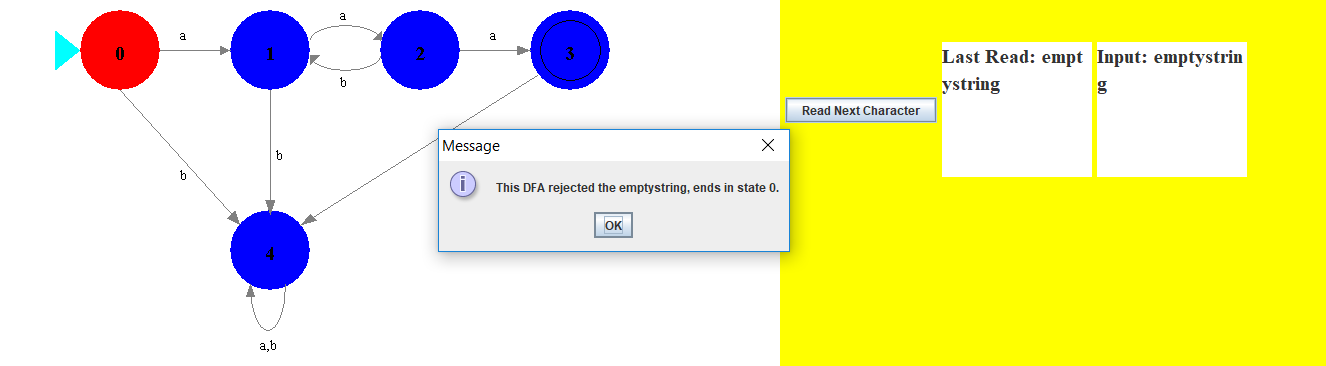 a
a
a
0
1
2
3
b
Last Read: empt
ystring
Input: emptystrin
g
Read Next Character
Message
b
b
This DFA rejected the emptystring, ends in state 0.
OK
4
a,b